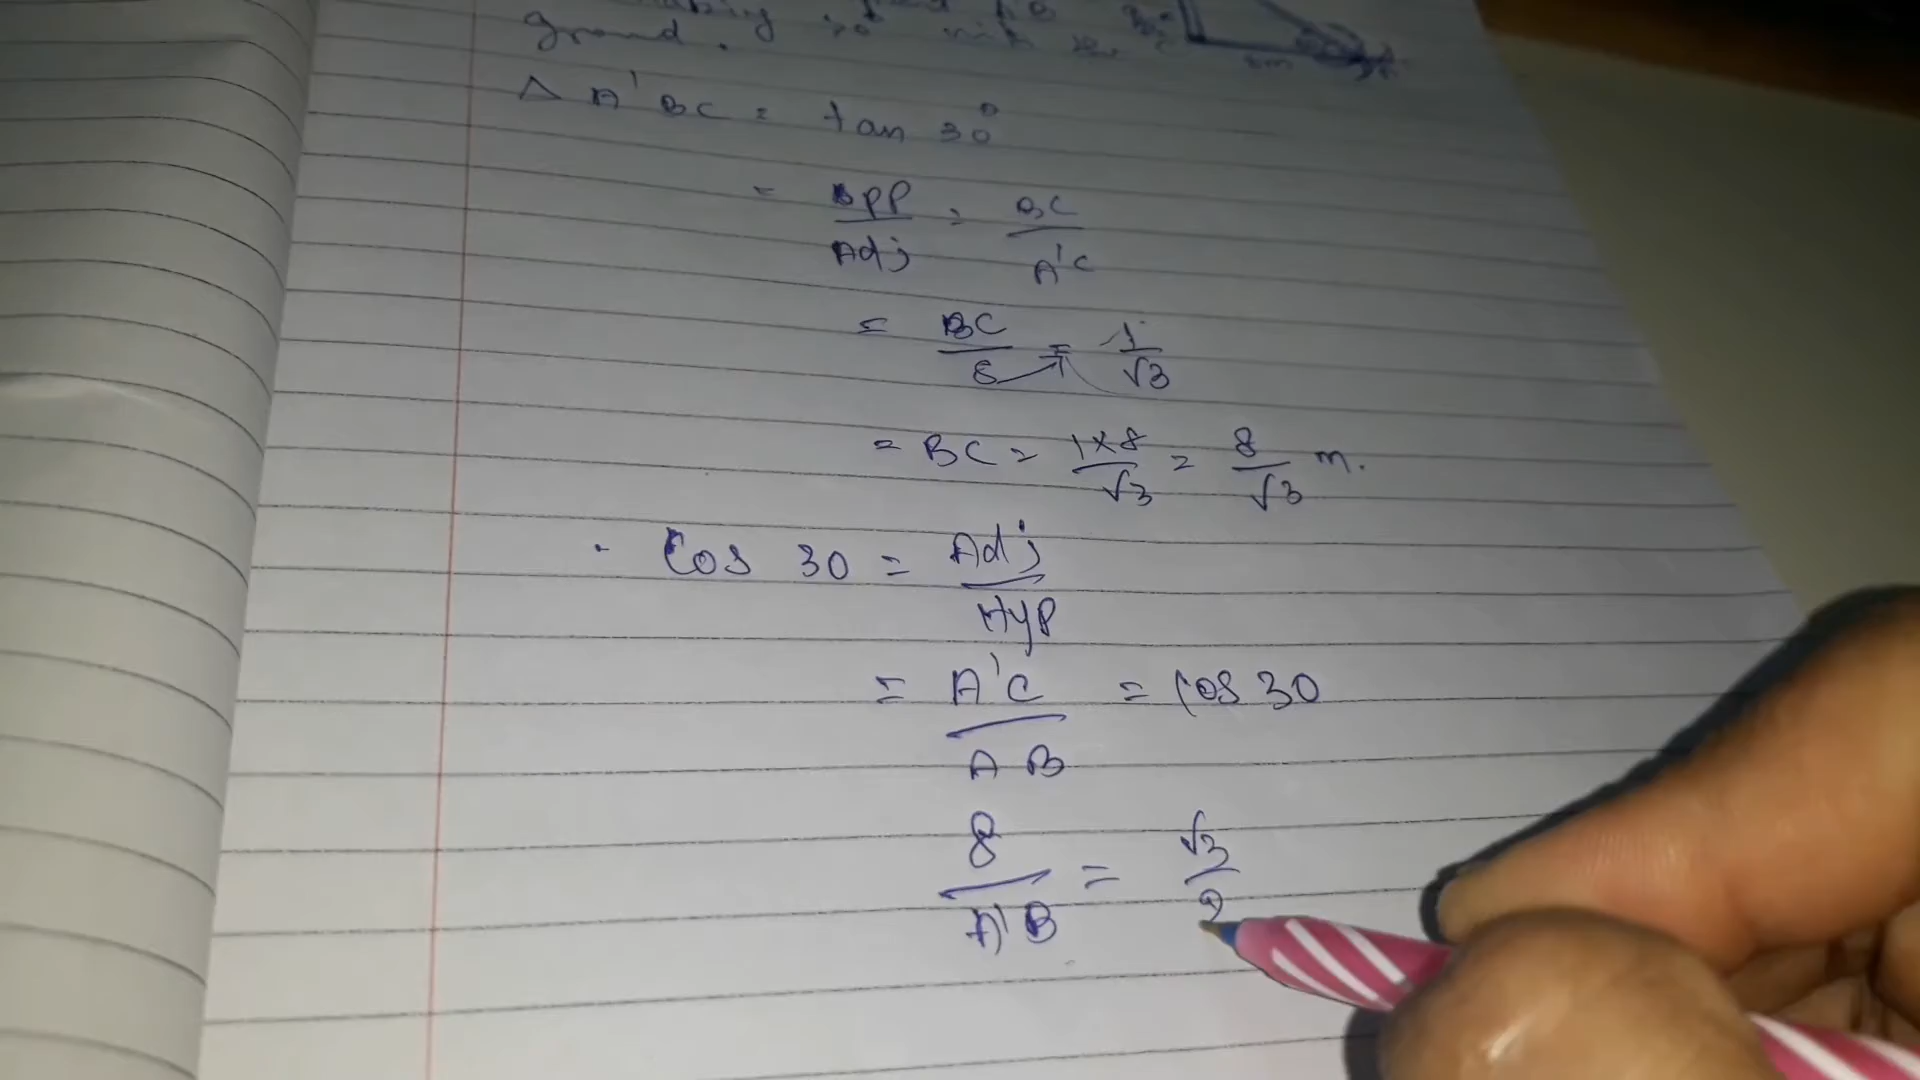 ground.
△ A'BC = tan 30°
= opp/Adj = BC/A'C
= BC/8 = 1/√3
= BC = 1×8/√3 = 8/√3 m.
. Cos 30 = Adj/Hyp
= A'C/AB = Cos 30
8/A'B = √3/2